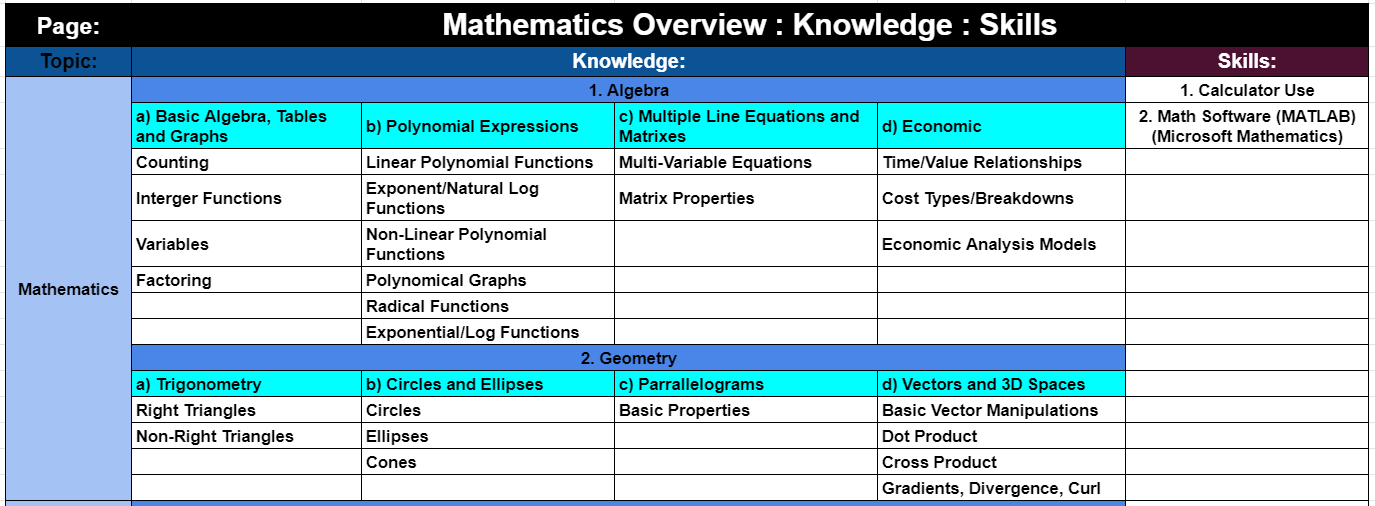 Page: Mathematics Overview : Knowledge : Skills
Topic: Knowledge: Skills:
1. Algebra 1. Calculator Use
a) Basic Algebra, Tables
and Graphs
b) Polynomial Expressions
c) Multiple Line Equations and
Matrixes
d) Economic
2. Math Software (MATLAB)
(Microsoft Mathematics)
Counting Linear Polynomial Functions Multi-Variable Equations Time/Value Relationships
Interger Functions
Exponent/Natural Log
Functions
Matrix Properties
Cost Types/Breakdowns
Variables
Non-Linear Polynomial
Functions
Economic Analysis Models
Mathematics
Factoring Polynomical Graphs
Radical Functions
Exponential/Log Functions
2. Geometry
a) Trigonometry b) Circles and Ellipses c) Parrallelograms d) Vectors and 3D Spaces
Right Triangles Circles Basic Properties Basic Vector Manipulations
Non-Right Triangles Ellipses Dot Product
Cones Cross Product
Gradients, Divergence, Curl